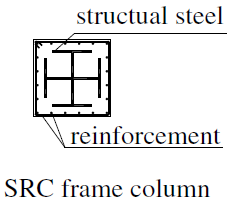 structual steel
reinforcement
SRC frame column